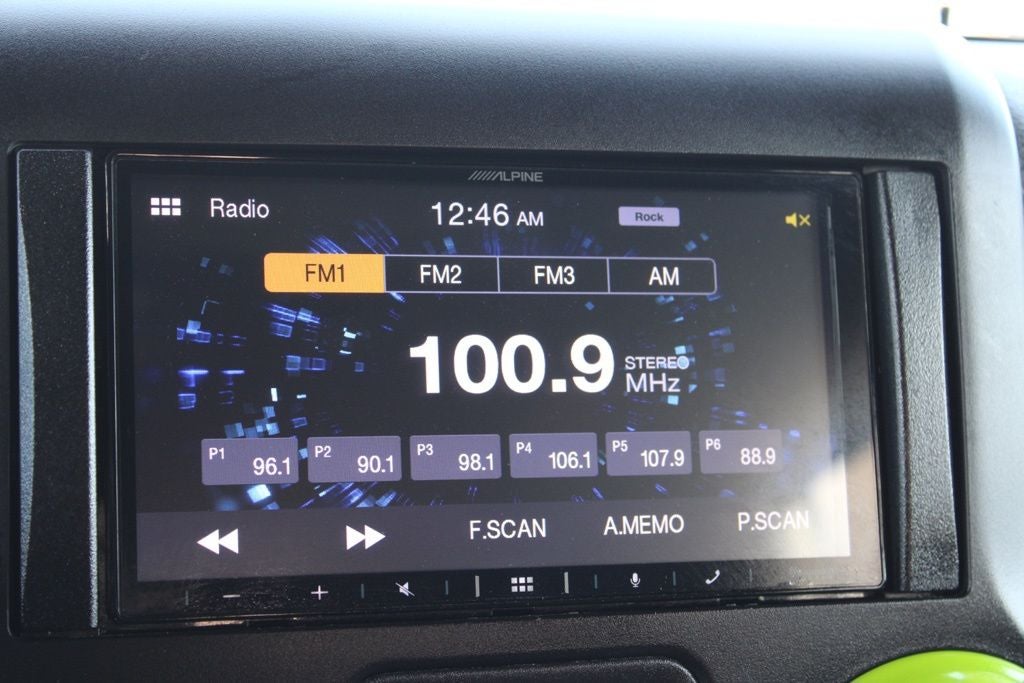 ALPINE
Radio 12:46 AM Rock
FM1 FM2 FM3 AM
100.9 STEREO MHz
P1 96.1 P2 90.1 P3 98.1 P4 106.1 P5 107.9 P6 88.9
F.SCAN A.MEMO P.SCAN